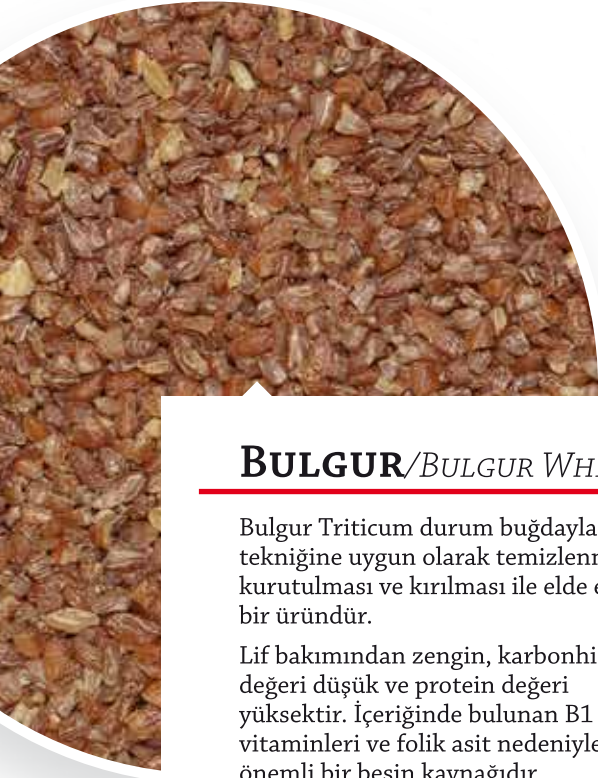 BULGUR/BULGUR WH
Bulgur Triticum durum buğdayla
tekniğine uygun olarak temizlen
kurutulması ve kırılması ile elde e
bir üründür.
Lif bakımından zengin, karbonhi
değeri düşük ve protein değeri
yüksektir. İçeriğinde bulunan B1
vitaminleri ve folik asit nedeniyle
önemli bir besin kaynağıdır